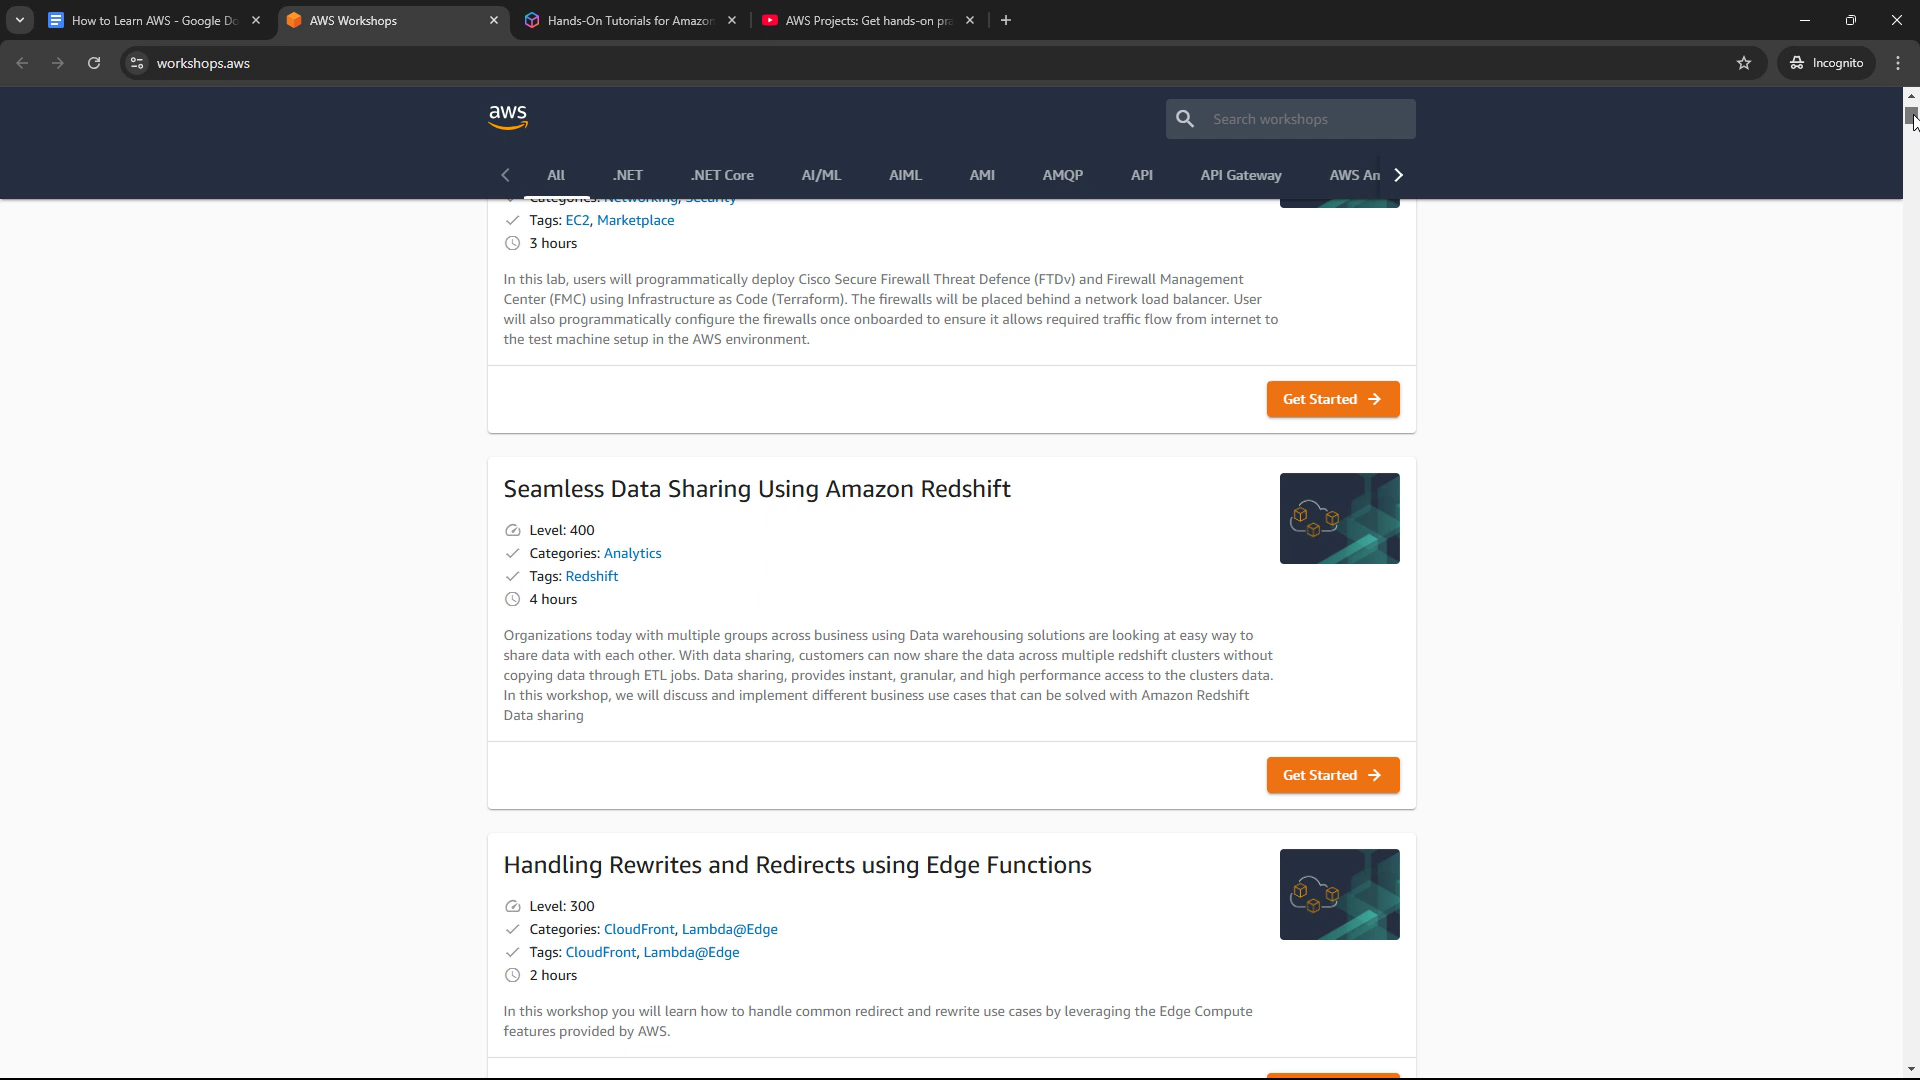 How to Learn AWS - Google Do
AWS Workshops
Hands-On Tutorials for Amazon
AWS Projects: Get hands-on pra
workshops.aws
Incognito
aws
Search workshops
All
.NET
.NET Core
AI/ML
AIML
AMI
AMQP
API
API Gateway
AWS An
Categories: Networking, Security
Tags: EC2, Marketplace
3 hours
In this lab, users will programmatically deploy Cisco Secure Firewall Threat Defence (FTDv) and Firewall Management
Center (FMC) using Infrastructure as Code (Terraform). The firewalls will be placed behind a network load balancer. User
will also programmatically configure the firewalls once onboarded to ensure it allows required traffic flow from internet to
the test machine setup in the AWS environment.
Get Started
Seamless Data Sharing Using Amazon Redshift
Level: 400
Categories: Analytics
Tags: Redshift
4 hours
Organizations today with multiple groups across business using Data warehousing solutions are looking at easy way to
share data with each other. With data sharing, customers can now share the data across multiple redshift clusters without
copying data through ETL jobs. Data sharing, provides instant, granular, and high performance access to the clusters data.
In this workshop, we will discuss and implement different business use cases that can be solved with Amazon Redshift
Data sharing
Get Started
Handling Rewrites and Redirects using Edge Functions
Level: 300
Categories: CloudFront, Lambda@Edge
Tags: CloudFront, Lambda@Edge
2 hours
In this workshop you will learn how to handle common redirect and rewrite use cases by leveraging the Edge Compute
features provided by AWS.